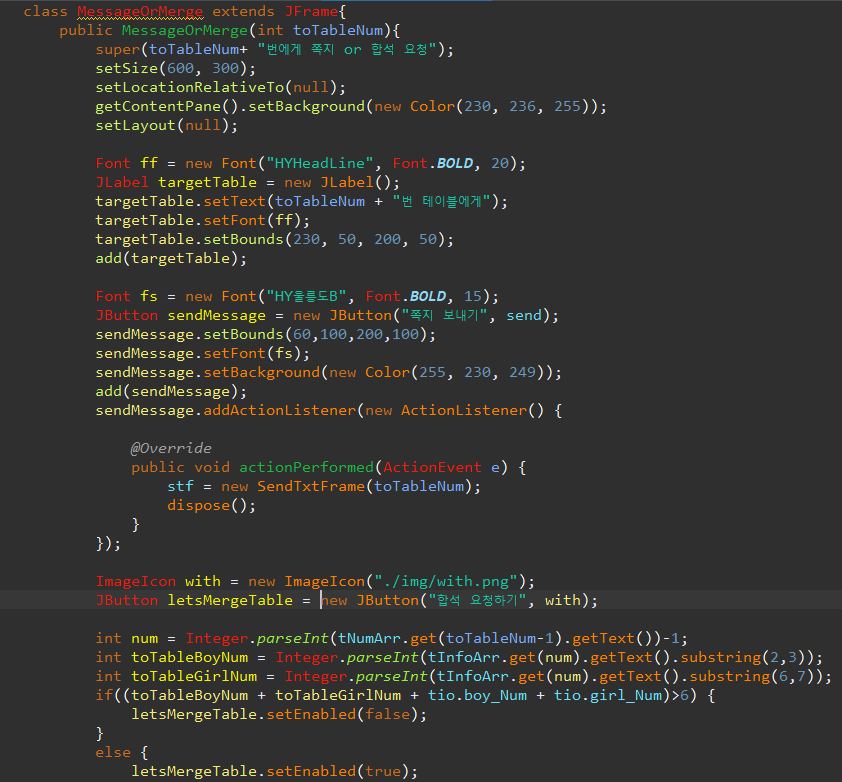 class MessageOrMerge extends JFrame{
public MessageOrMerge(int toTableNum){
super(toTableNum+ "번에게 쪽지 or 합석 요청");
setSize(600, 300);
setLocationRelativeTo(null);
getContentPane().setBackground(new Color(230, 236, 255));
setLayout(null);
Font ff = new Font("HYHeadLine", Font.BOLD, 20);
JLabel targetTable = new JLabel();
targetTable.setText(toTableNum + "번 테이블에게");
targetTable.setFont(ff);
targetTable.setBounds(230, 50, 200, 50);
add(targetTable);
Font fs = new Font("HY울릉도B", Font.BOLD, 15);
JButton sendMessage = new JButton("쪽지 보내기", send);
sendMessage.setBounds(60,100,200,100);
sendMessage.setFont(fs);
sendMessage.setBackground(new Color(255, 230, 249));
add(sendMessage);
sendMessage.addActionListener(new ActionListener() {
@Override
public void actionPerformed(ActionEvent e) {
stf = new SendTxtFrame(toTableNum);
dispose();
}
});
ImageIcon with = new ImageIcon("./img/with.png");
JButton letsMergeTable = new JButton("합석 요청하기", with);
int num = Integer.parseInt(tNumArr.get(toTableNum-1).getText())-1;
int toTableBoyNum = Integer.parseInt(tInfoArr.get(num).getText().substring(2,3));
int toTableGirlNum = Integer.parseInt(tInfoArr.get(num).getText().substring(6,7));
if((toTableBoyNum + toTableGirlNum + tio.boy_Num + tio.girl_Num)>6) {
letsMergeTable.setEnabled(false);
}
else {
letsMergeTable.setEnabled(true);